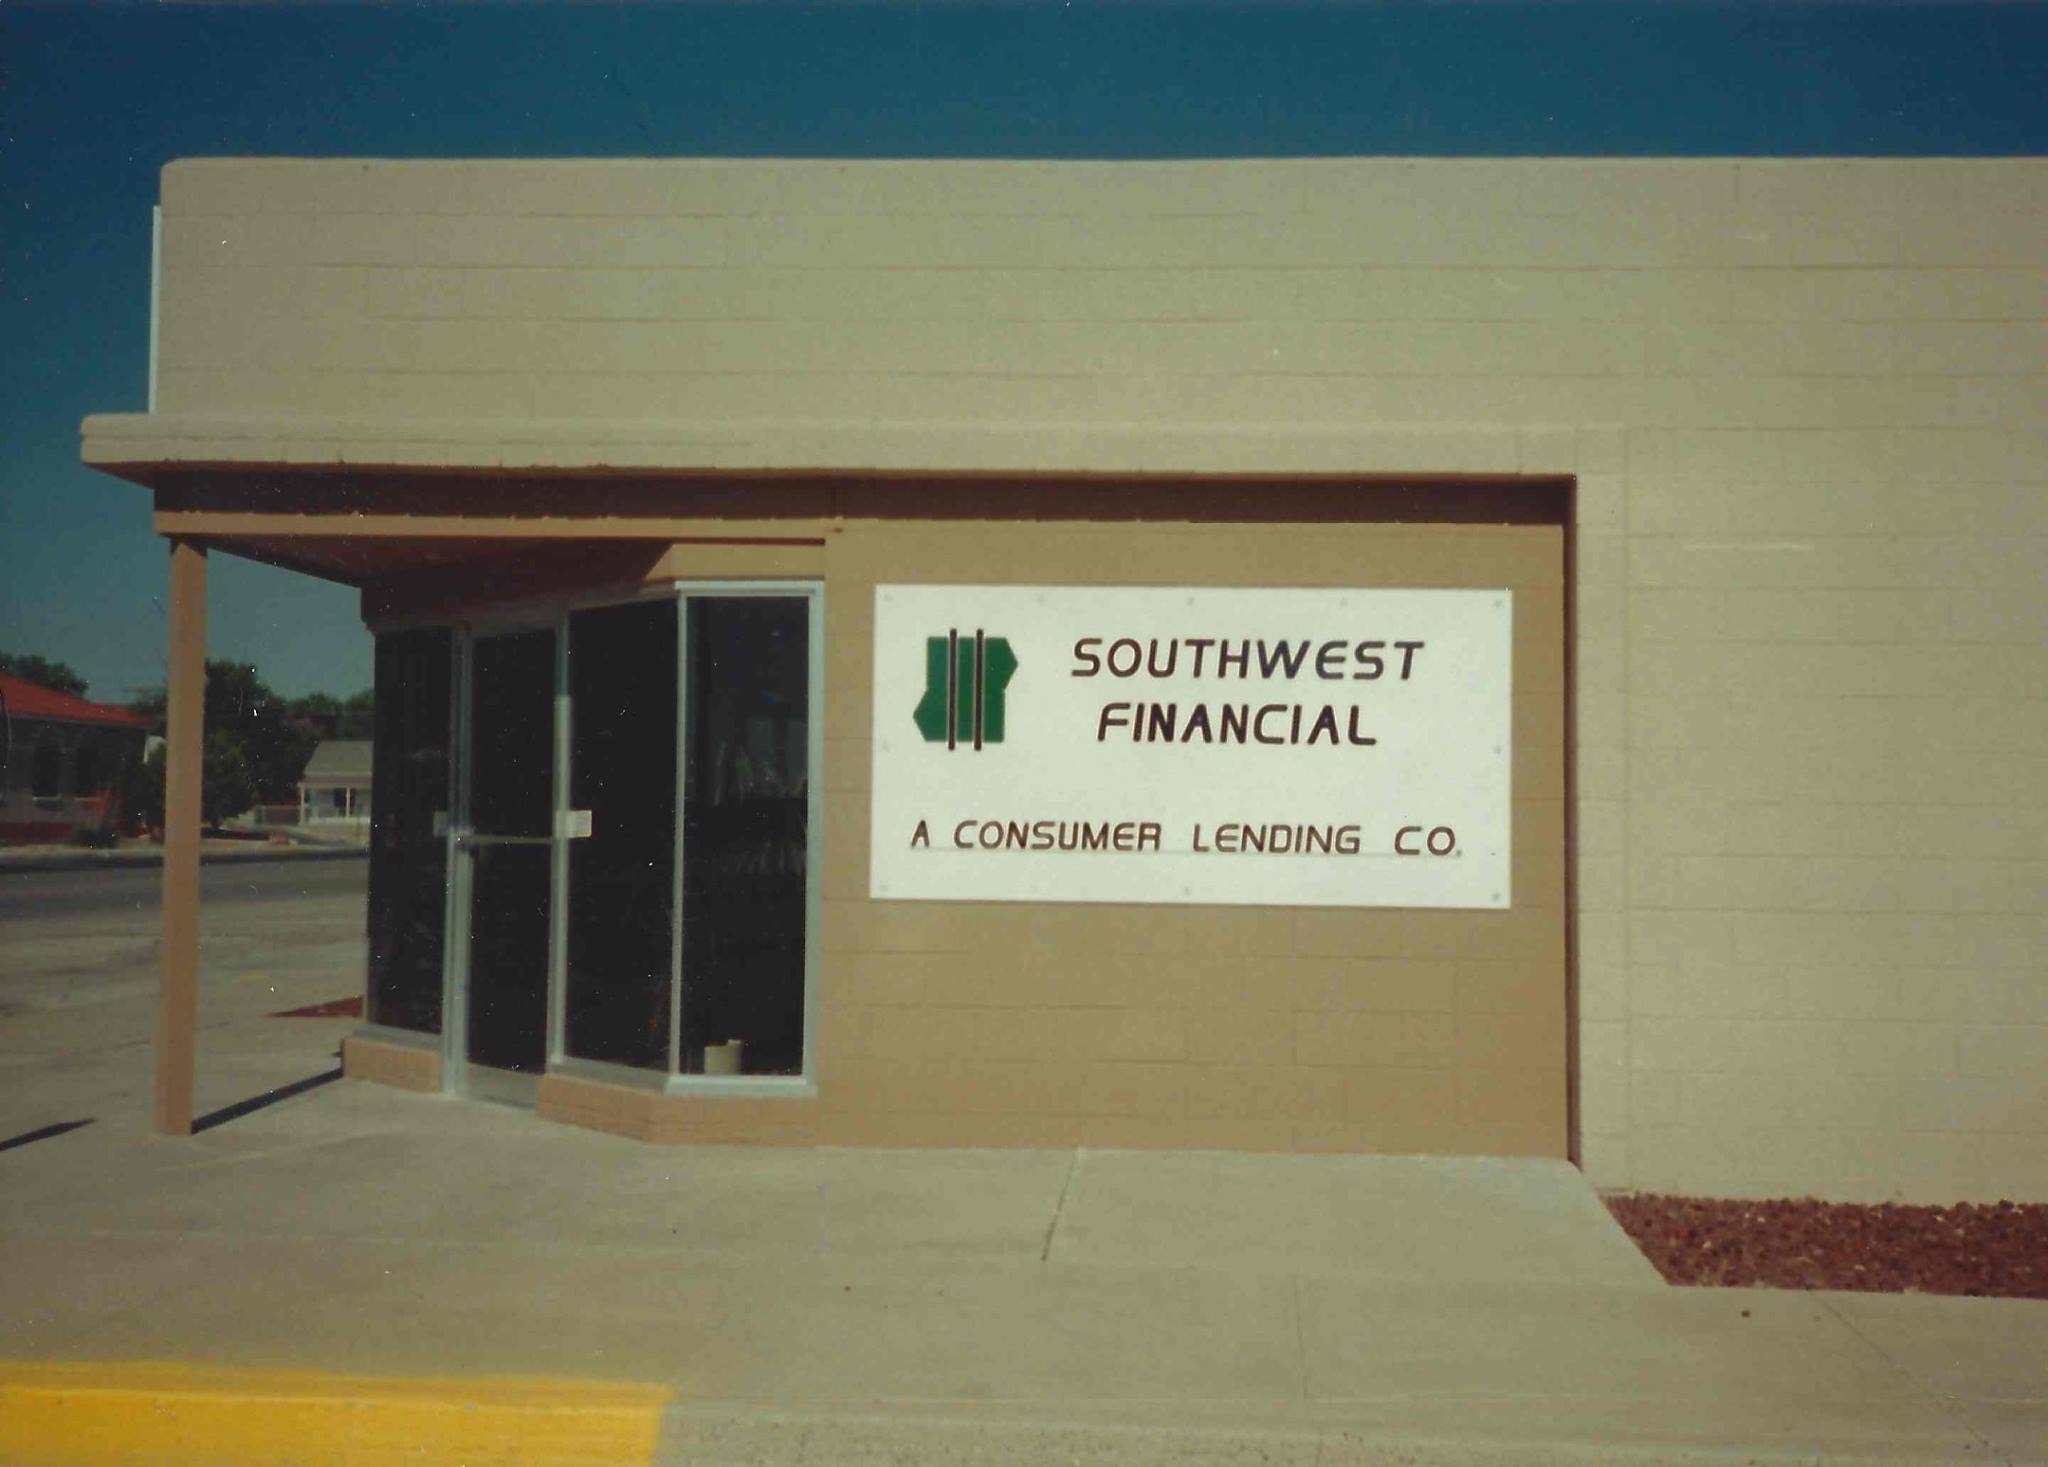 SOUTHWEST
FINANCIAL
A CONSUMER LENDING CO.